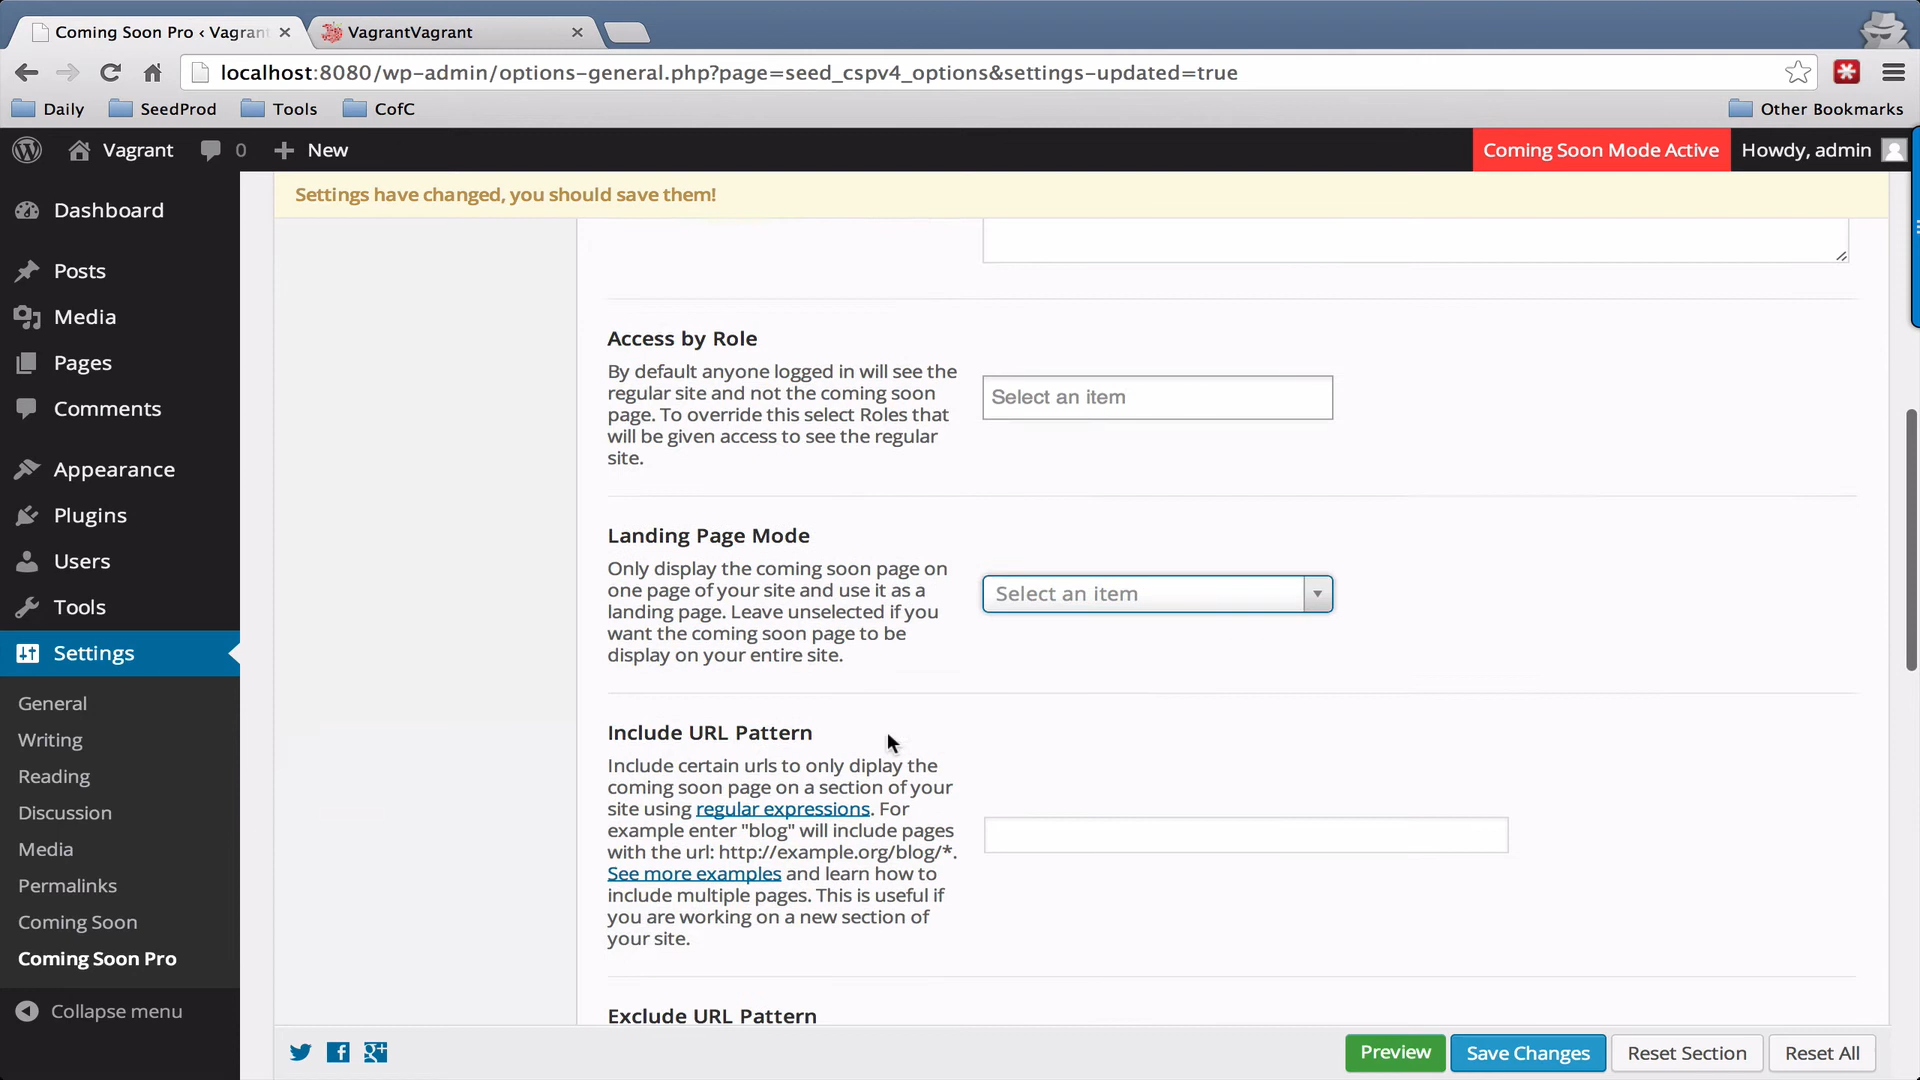 Coming Soon Pro ‹ Vagrant
VagrantVagrant
localhost:8080/wp-admin/options-general.php?page=seed_cspv4_options&settings-updated=true
Daily
SeedProd
Tools
CofC
Other Bookmarks
Vagrant
0
New
Coming Soon Mode Active
Howdy, admin
Dashboard
Posts
Media
Pages
Comments
Appearance
Plugins
Users
Tools
Settings
General
Writing
Reading
Discussion
Media
Permalinks
Coming Soon
Coming Soon Pro
Collapse menu
Settings have changed, you should save them!
Access by Role
By default anyone logged in will see the
regular site and not the coming soon
page. To override this select Roles that
will be given access to see the regular
site.
Select an item
Landing Page Mode
Only display the coming soon page on
one page of your site and use it as a
landing page. Leave unselected if you
want the coming soon page to be
display on your entire site.
Select an item
Include URL Pattern
Include certain urls to only diplay the
coming soon page on a section of your
site using regular expressions. For
example enter "blog" will include pages
with the url: http://example.org/blog/*.
See more examples and learn how to
include multiple pages. This is useful if
you are working on a new section of
your site.
Exclude URL Pattern
Preview
Save Changes
Reset Section
Reset All